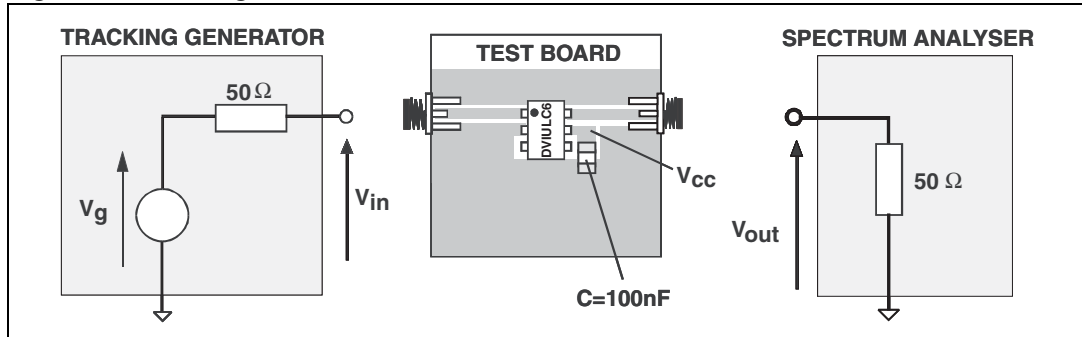 TRACKING GENERATOR
50Ω
Vg
Vin
TEST BOARD
DVIULC6
Vcc
C=100nF
SPECTRUM ANALYSER
50 Ω
Vout